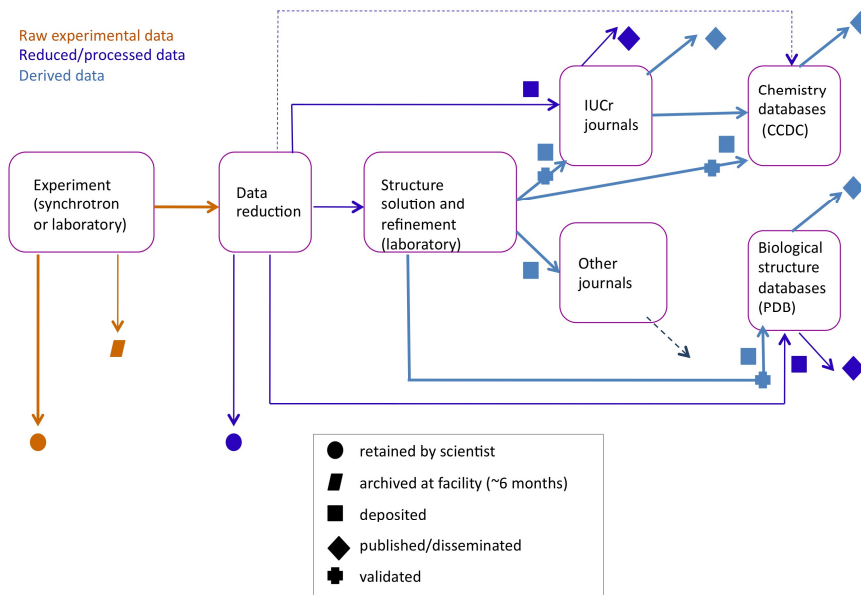 Raw experimental data
Reduced/processed data
Derived data
Experiment
(synchrotron
or laboratory)
Data
reduction
Structure
solution and
refinement
(laboratory)
IUCr
journals
Other
journals
Chemistry
databases
(CCDC)
Biological
structure
databases
(PDB)
retained by scientist
archived at facility (~6 months)
deposited
published/disseminated
validated